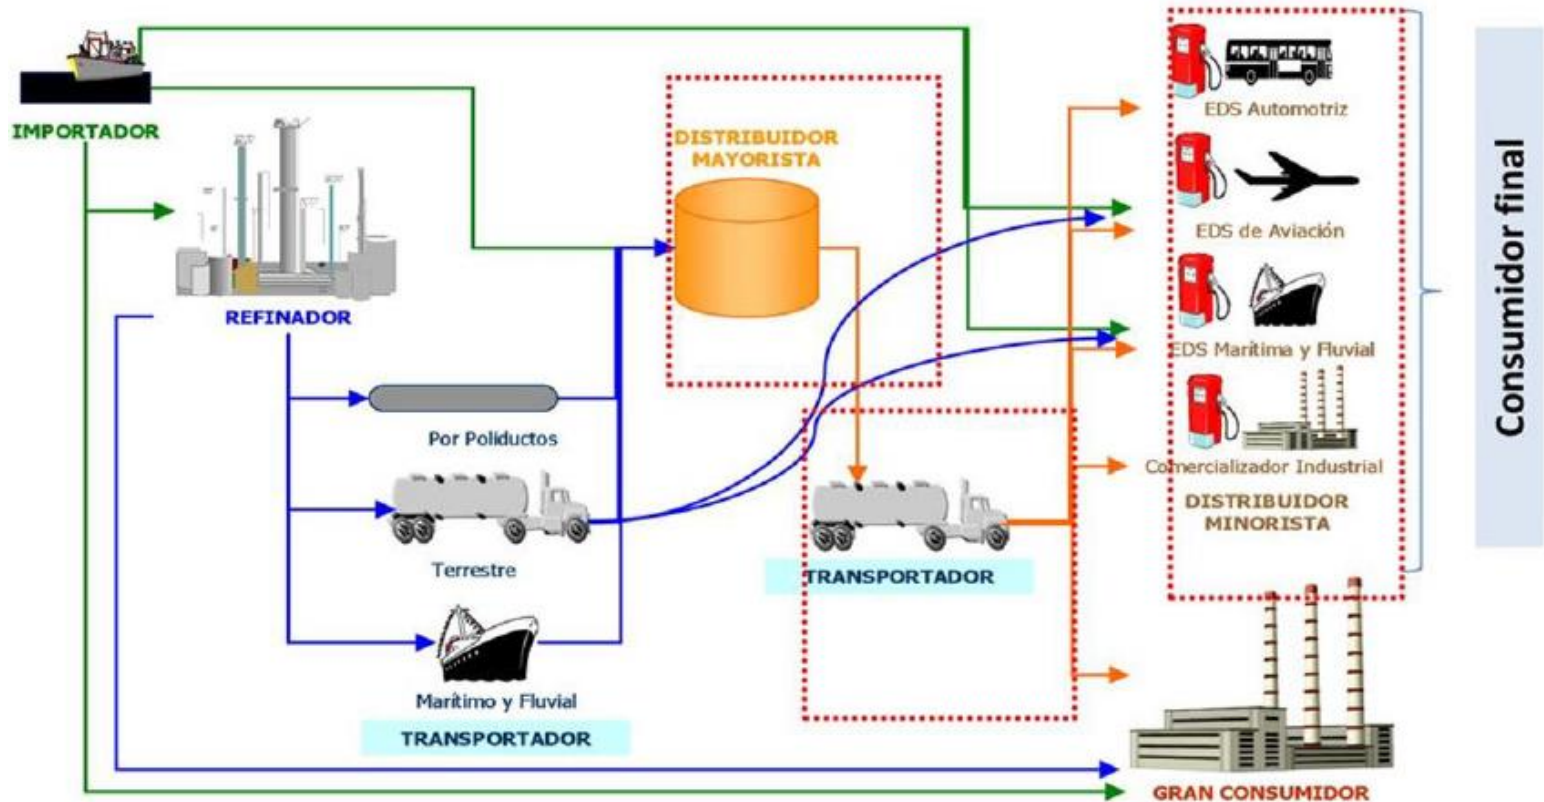 IMPORTADOR
REFINADOR
Por Poliductos
Terrestre
Marítimo y Fluvial
TRANSPORTADOR
DISTRIBUIDOR
MAYORISTA
TRANSPORTADOR
EDS Automotriz
EDS de Aviación
EDS Marítima y Fluvial
Comercializador Industrial
DISTRIBUIDOR
MINORISTA
GRAN CONSUMIDOR
Consumidor final